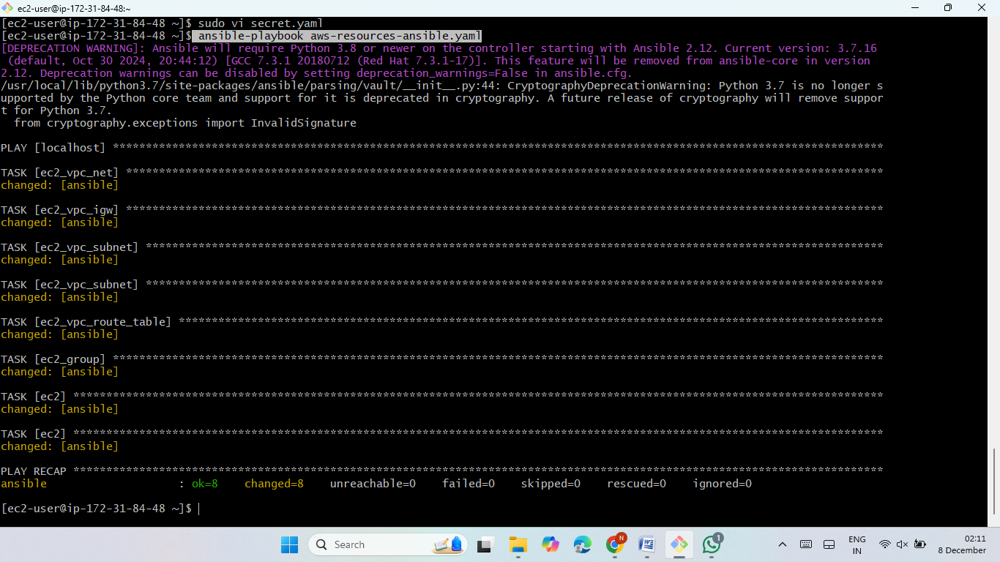 ec2-user@ip-172-31-84-48:~
[ec2-user@ip-172-31-84-48 ~]$ sudo vi secret.yaml
[ec2-user@ip-172-31-84-48 ~]$ ansible-playbook aws-resources-ansible.yaml
[DEPRECATION WARNING]: Ansible will require Python 3.8 or newer on the controller starting with Ansible 2.12. Current version: 3.7.16
(default, Oct 30 2024, 20:44:12) [GCC 7.3.1 20180712 (Red Hat 7.3.1-17)]. This feature will be removed from ansible-core in version
2.12. Deprecation warnings can be disabled by setting deprecation_warnings=False in ansible.cfg.
/usr/local/lib/python3.7/site-packages/ansible/parsing/vault/__init__.py:44: CryptographyDeprecationWarning: Python 3.7 is no longer s
upported by the Python core team and support for it is deprecated in cryptography. A future release of cryptography will remove suppor
t for Python 3.7.
from cryptography.exceptions import InvalidSignature
PLAY [localhost] *********************************************************************************************************************
TASK [ec2_vpc_net] *******************************************************************************************************************
changed: [ansible]
TASK [ec2_vpc_igw] *******************************************************************************************************************
changed: [ansible]
TASK [ec2_vpc_subnet] ****************************************************************************************************************
changed: [ansible]
TASK [ec2_vpc_subnet] ****************************************************************************************************************
changed: [ansible]
TASK [ec2_vpc_route_table] ***********************************************************************************************************
changed: [ansible]
TASK [ec2_group] *********************************************************************************************************************
changed: [ansible]
TASK [ec2] ***************************************************************************************************************************
changed: [ansible]
TASK [ec2] ***************************************************************************************************************************
changed: [ansible]
PLAY RECAP ***************************************************************************************************************************
ansible : ok=8 changed=8 unreachable=0 failed=0 skipped=0 rescued=0 ignored=0
[ec2-user@ip-172-31-84-48 ~]$
Search
N
1
ENG
IN
02:11
8 December